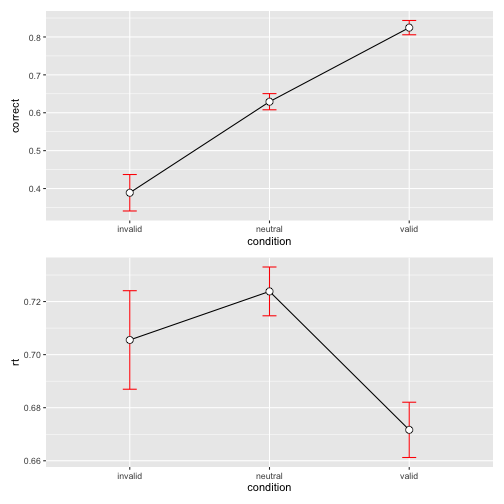 0.8
0.7
correct
0.6
0.5
0.4
invalid neutral valid
condition
0.72
0.70
rt
0.68
0.66
invalid neutral valid
condition